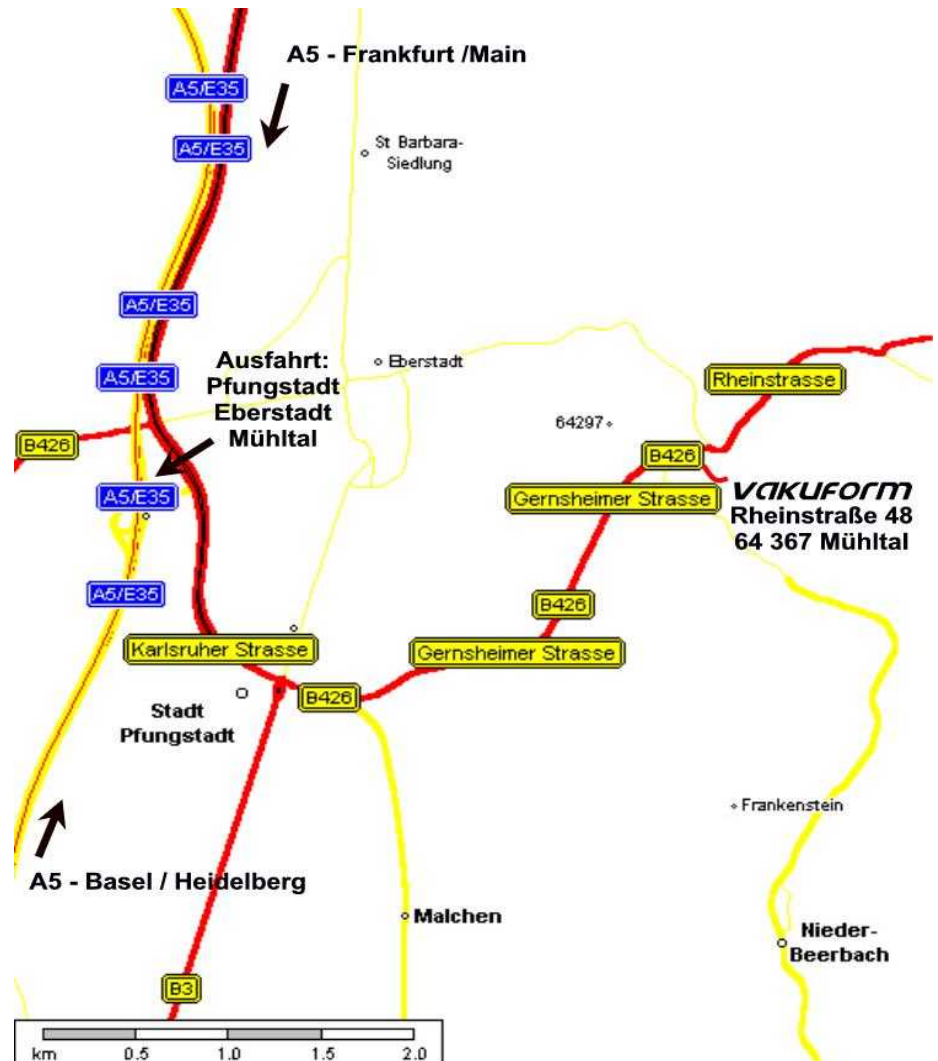 A5 - Frankfurt /Main
A5/E35
A5/E35
St Barbara-
Siedlung
A5/E35
Ausfahrt:
Pfungstadt
Eberstadt
Mühltal
Eberstadt
A5/E35
Rheinstrasse
64297
B426
B426
A5/E35
Gernsheimer Strasse
VAKUFORM
Rheinstraße 48
64 367 Mühltal
A5/E35
B426
Karlsruher Strasse
Gernsheimer Strasse
B426
Stadt
Pfungstadt
Frankenstein
A5 - Basel / Heidelberg
Malchen
Nieder-
Beerbach
B3
km 0.5 1.0 1.5 2.0